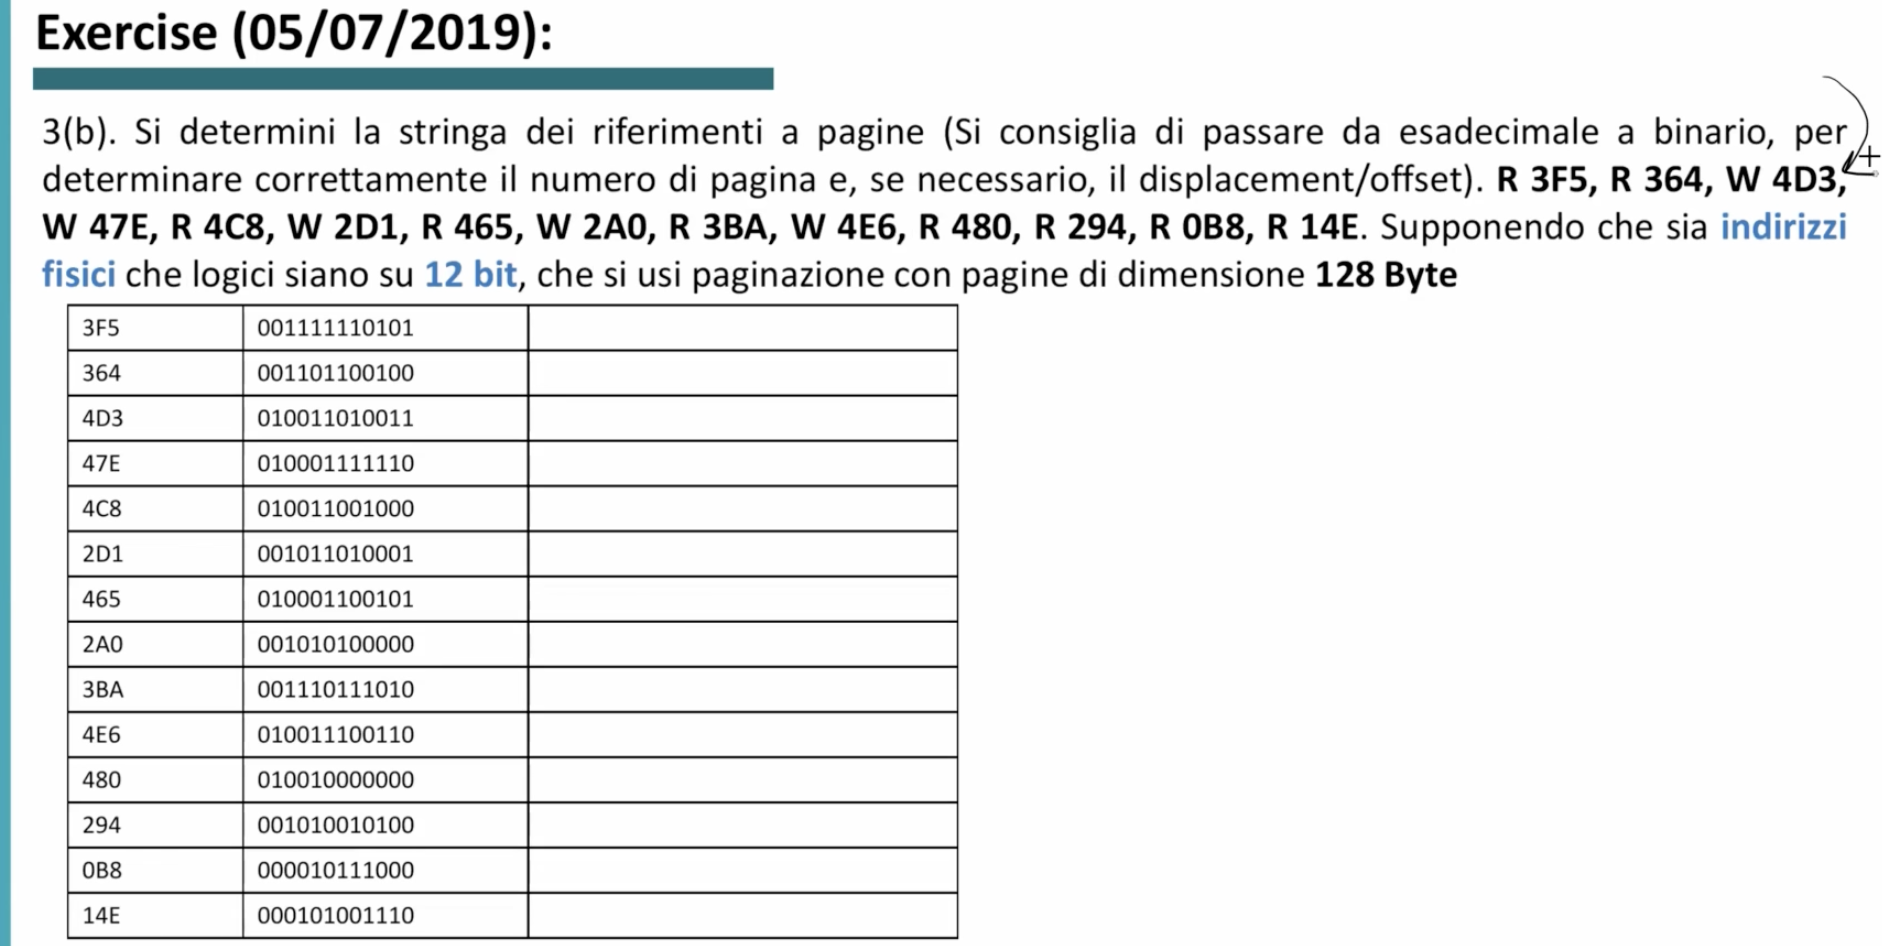 Exercise (05/07/2019):
3(b). Si determini la stringa dei riferimenti a pagine (Si consiglia di passare da esadecimale a binario, per
determinare correttamente il numero di pagina e, se necessario, il displacement/offset). R 3F5, R 364, W 4D3,
W 47E, R 4C8, W 2D1, R 465, W 2A0, R 3BA, W 4E6, R 480, R 294, R 0B8, R 14E. Supponendo che sia indirizzi
fisici che logici siano su 12 bit, che si usi paginazione con pagine di dimensione 128 Byte
3F5 001111110101
364 001101100100
4D3 010011010011
47E 010001111110
4C8 010011001000
2D1 001011010001
465 010001100101
2A0 001010100000
3BA 001110111010
4E6 010011100110
480 010010000000
294 001010010100
0B8 000010111000
14E 000101001110